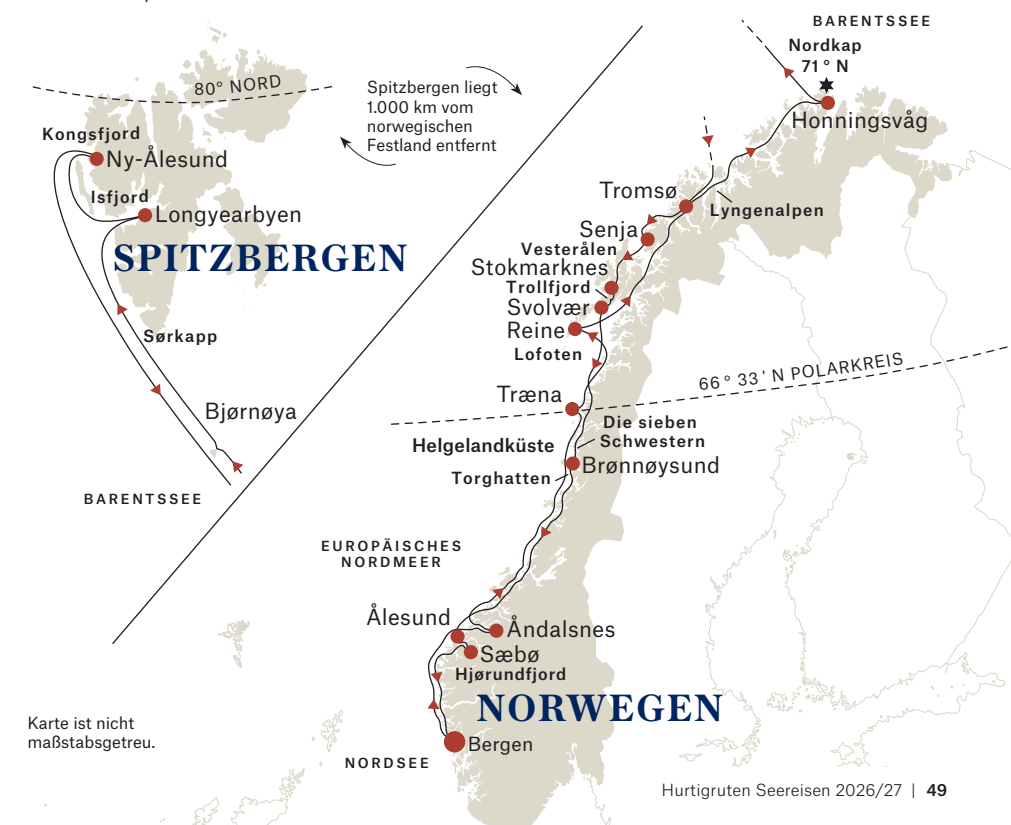 BARENTSSEE
Nordkap
71° N
Honningsvåg
80° NORD
Spitzbergen liegt
1.000 km vom
norwegischen
Festland entfernt
Kongsfjord
Ny-Ålesund
Isfjord
Longyearbyen
SPITZBERGEN
Sørkapp
Bjørnøya
BARENTSSEE
Tromsø
Lyngenalpen
Senja
Vesterålen
Stokmarknes
Trollfjord
Svolvær
Reine
Lofoten
66° 33' N POLARKREIS
Træna
Die sieben
Schwestern
Helgelandküste
Brønnøysund
Torghatten
EUROPÄISCHES
NORDMEER
Ålesund
Åndalsnes
Sæbø
Hjørundfjord
NORWEGEN
Bergen
NORDSEE
Karte ist nicht
maßstabsgetreu.
Hurtigruten Seereisen 2026/27 | 49